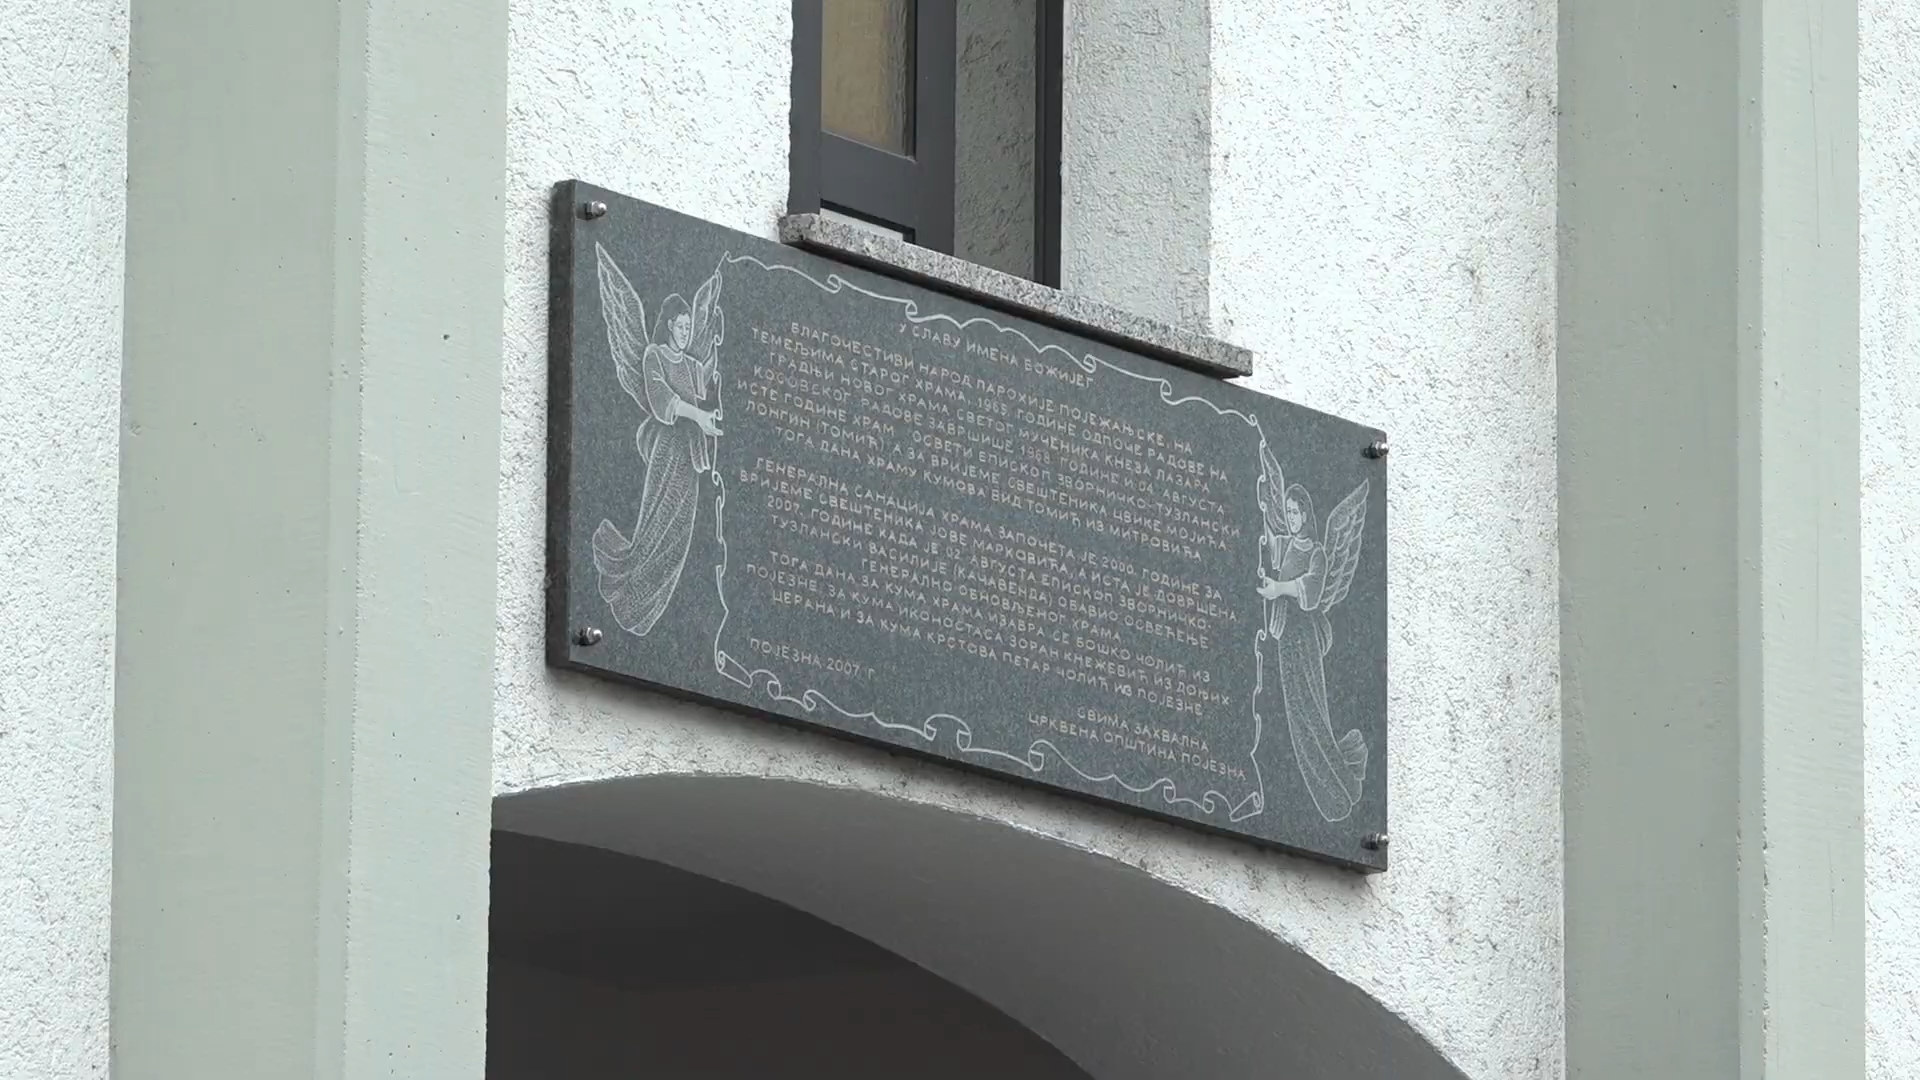 У СЛАВУ ИМЕНА БОЖИЈЕГ
БЛАГОЧЕСТИВИ НАРОД ПАРОХИЈЕ ПОЈЕЖАЊСКЕ, НА
ТЕМЕЉИМА СТАРОГ ХРАМА, 1965. ГОДИНЕ ОДПОЧЕ РАДОВЕ НА
ГРАДЊИ НОВОГ ХРАМА СВЕТОГ МУЧЕНИКА КНЕЗА ЛАЗАРА
КОСОВСКОГ. РАДОВЕ ЗАВРШИШЕ 1968. ГОДИНЕ И 04. АВГУСТА
ИСТЕ ГОДИНЕ ХРАМ ОСВЕТИ ЕПИСКОП ЗВОРНИЧКО-ТУЗЛАНСКИ
ЛОНГИН (ТОМИЋ), А ЗА ВРИЈЕМЕ СВЕШТЕНИКА ЦВИКЕ МОЈИЋА.
ТОГА ДАНА ХРАМУ КУМОВА ВИД ТОМИЋ ИЗ МИТРОВИЋА
ГЕНЕРАЛНА САНАЦИЈА ХРАМА ЗАПОЧЕТА ЈЕ 2000. ГОДИНЕ ЗА
ВРИЈЕМЕ СВЕШТЕНИКА ЈОВЕ МАРКОВИЋА, А ИСТА ЈЕ ДОВРШЕНА
2007. ГОДИНЕ КАДА ЈЕ 02. АВГУСТА ЕПИСКОП ЗВОРНИЧКО-
ТУЗЛАНСКИ ВАСИЛИЈЕ (КАЧАВЕНДА) ОБАВИО ОСВЕЋЕЊЕ
ГЕНЕРАЛНО ОБНОВЉЕНОГ ХРАМА
ТОГА ДАНА ЗА КУМА ХРАМА ИЗАБРА СЕ БОШКО ЧОЛИЋ ИЗ
ПОЈЕЗНЕ, ЗА КУМА ИКОНОСТАСА ЗОРАН КНЕЖЕВИЋ ИЗ ДОЊИХ
ЦЕРАНА И ЗА КУМА КРСТОВА ПЕТАР ЧОЛИЋ ИЗ ПОЈЕЗНЕ
ПОЈЕЗНА 2007. Г.
СВИМА ЗАХВАЛНА
ЦРКВЕНА ОПШТИНА ПОЈЕЗНА